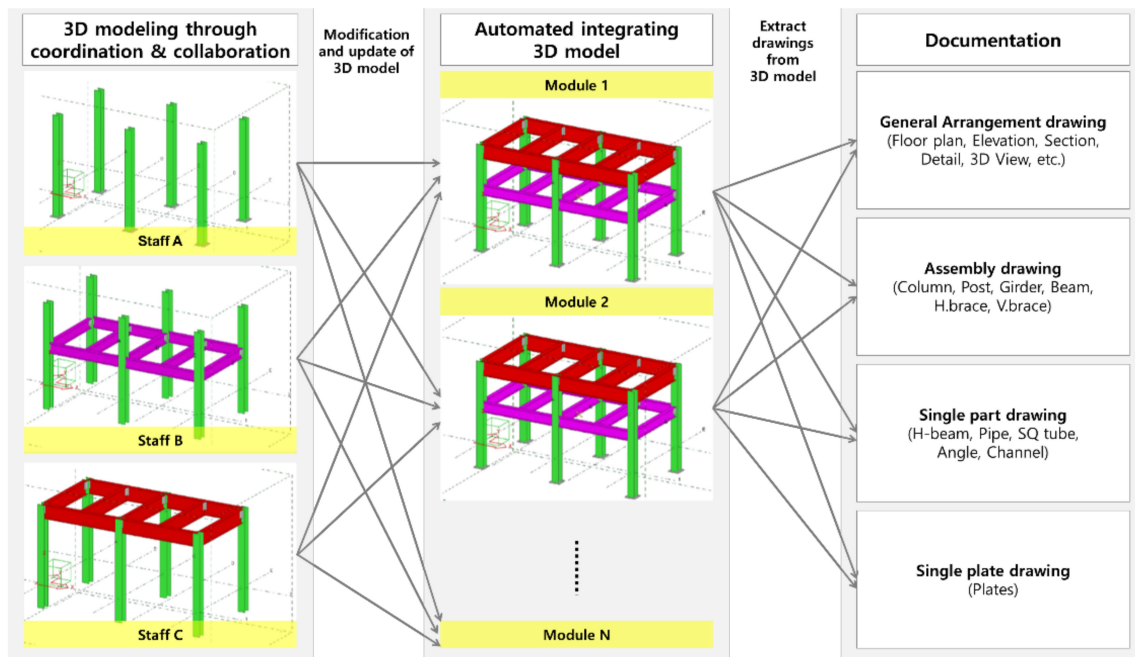 3D modeling through
coordination & collaboration
Modification
and update of
3D model
Automated integrating
3D model
Extract
drawings
from
3D model
Documentation
Staff A
Staff B
Staff C
Module 1
Module 2
Module N
General Arrangement drawing
(Floor plan, Elevation, Section,
Detail, 3D View, etc.)
Assembly drawing
(Column, Post, Girder, Beam,
H.brace, V.brace)
Single part drawing
(H-beam, Pipe, SQ tube,
Angle, Channel)
Single plate drawing
(Plates)